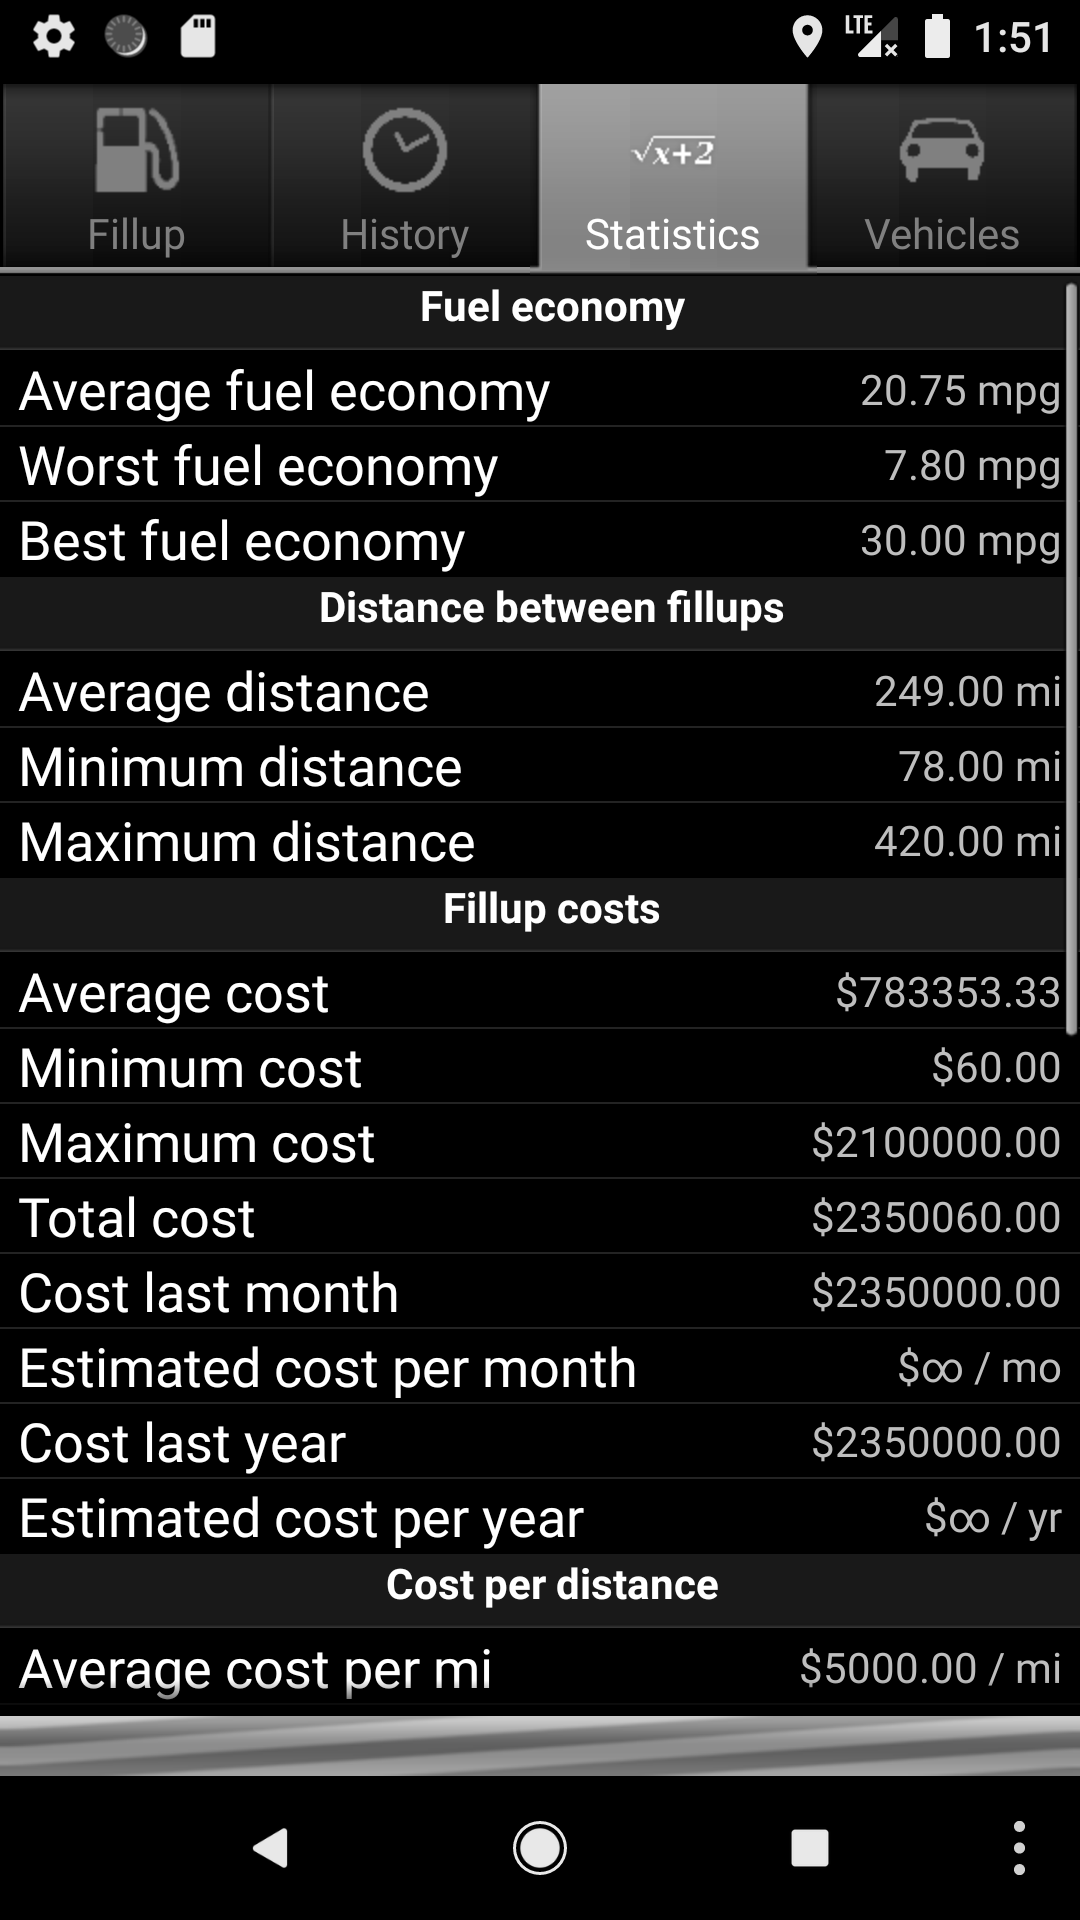 LTE 1:51
√x+2
Fillup History Statistics Vehicles
Fuel economy
Average fuel economy 20.75 mpg
Worst fuel economy 7.80 mpg
Best fuel economy 30.00 mpg
Distance between fillups
Average distance 249.00 mi
Minimum distance 78.00 mi
Maximum distance 420.00 mi
Fillup costs
Average cost $783353.33
Minimum cost $60.00
Maximum cost $2100000.00
Total cost $2350060.00
Cost last month $2350000.00
Estimated cost per month $∞ / mo
Cost last year $2350000.00
Estimated cost per year $∞ / yr
Cost per distance
Average cost per mi $5000.00 / mi